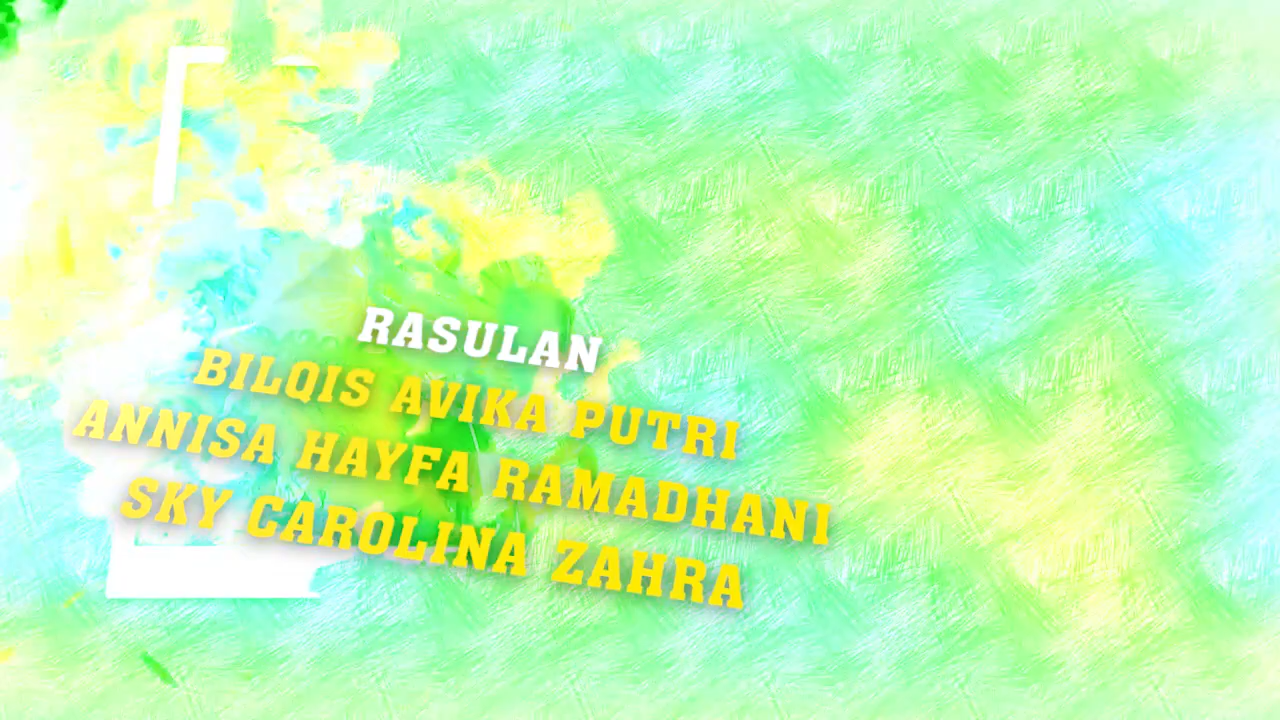 RASULAN
BILQIS AVIKA PUTRI
ANNISA HAYFA RAMADHANI
SKY CAROLINA ZAHRA